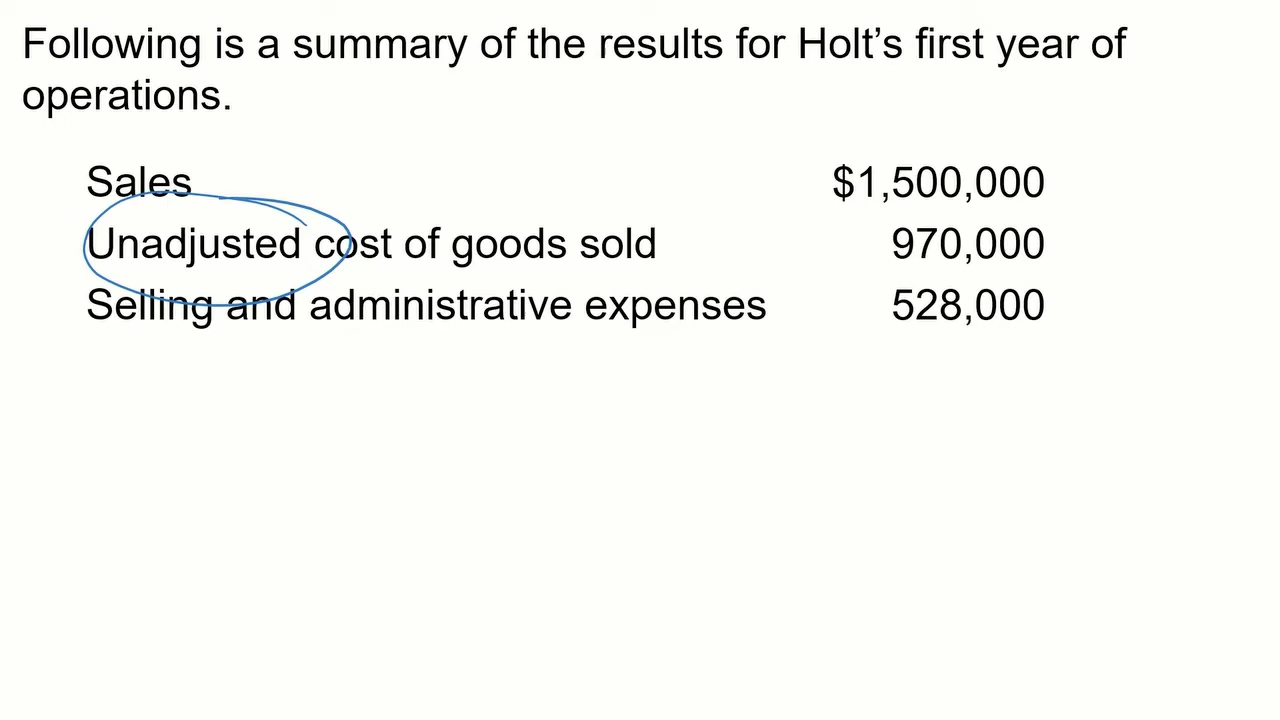 Following is a summary of the results for Holt’s first year of
operations.
Sales $1,500,000
Unadjusted cost of goods sold 970,000
Selling and administrative expenses 528,000